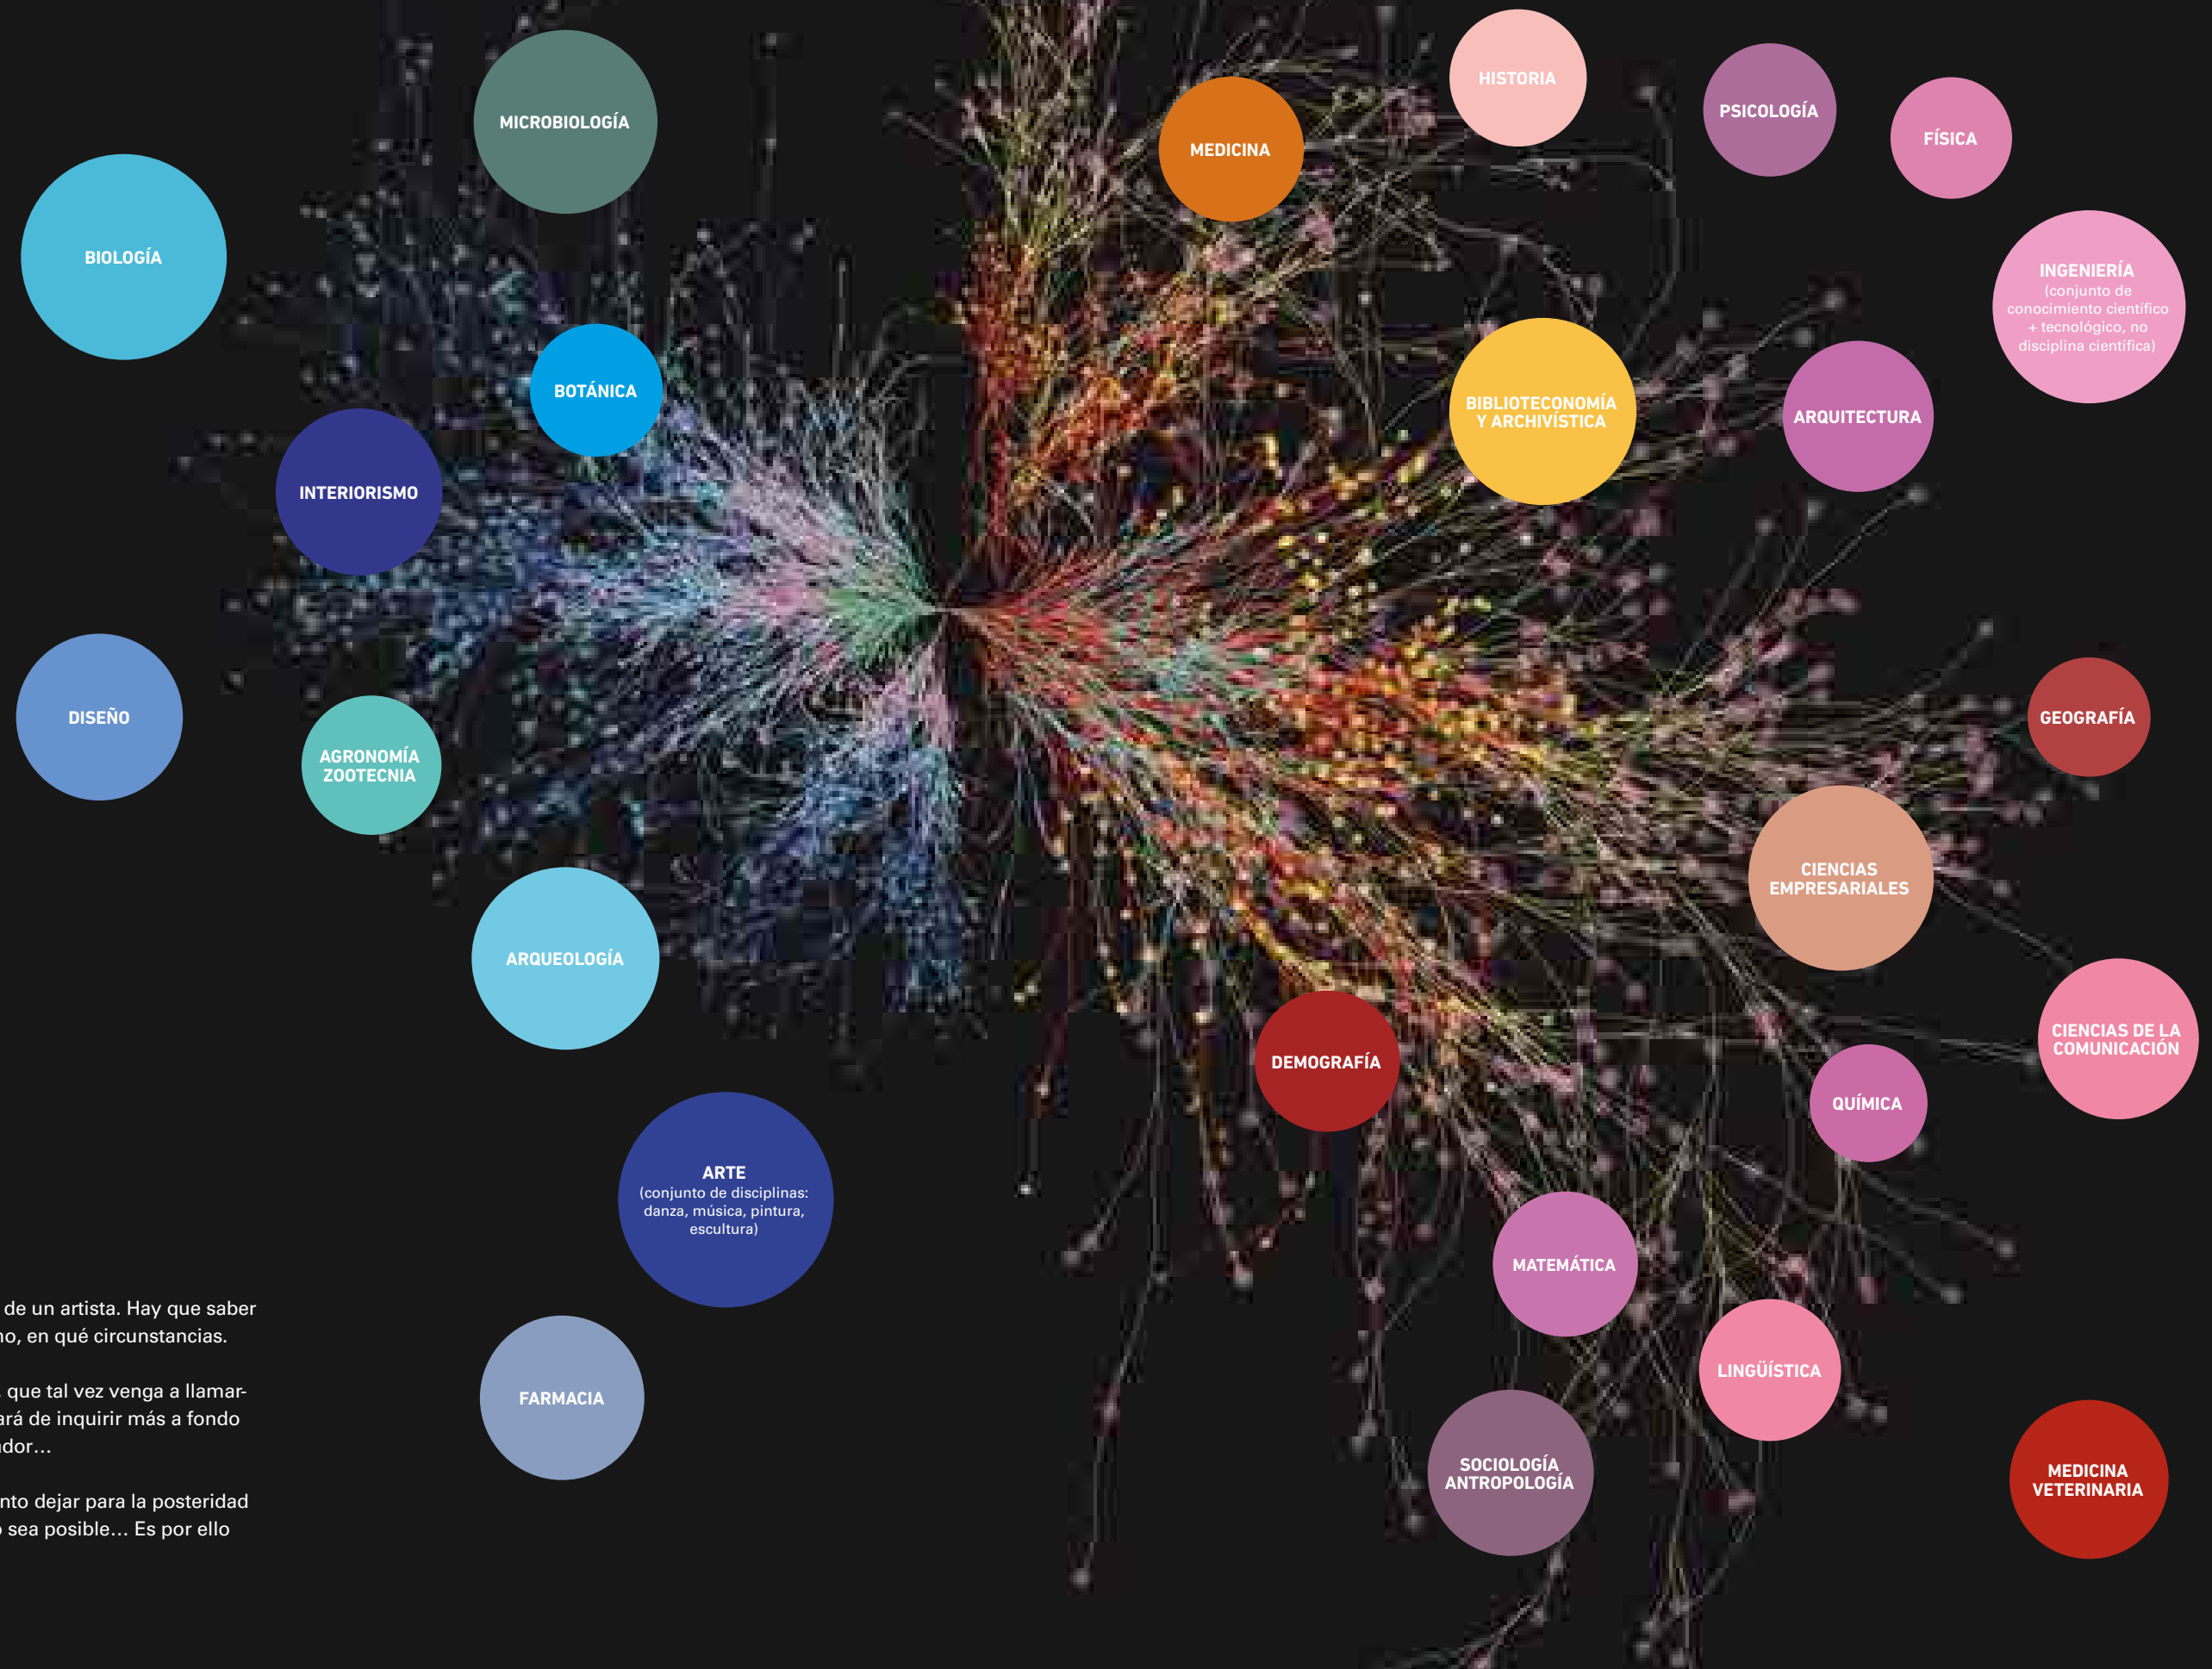 HISTORIA
MICROBIOLOGÍA
PSICOLOGÍA
MEDICINA
FÍSICA
BIOLOGÍA
INGENIERÍA
(conjunto de
conocimiento científico
+ tecnológico, no
disciplina científica)
BOTÁNICA
BIBLIOTECONOMÍA
Y ARCHIVÍSTICA
ARQUITECTURA
INTERIORISMO
DISEÑO
GEOGRAFÍA
AGRONOMÍA
ZOOTECNIA
CIENCIAS
EMPRESARIALES
ARQUEOLOGÍA
CIENCIAS DE LA
COMUNICACIÓN
DEMOGRAFÍA
QUÍMICA
ARTE
(conjunto de disciplinas:
danza, música, pintura,
escultura)
MATEMÁTICA
LINGÜÍSTICA
FARMACIA
SOCIOLOGÍA
ANTROPOLOGÍA
MEDICINA
VETERINARIA
de un artista. Hay que saber
no, en qué circunstancias.
que tal vez venga a llamar-
ará de inquirir más a fondo
ador…
nto dejar para la posteridad
o sea posible… Es por ello